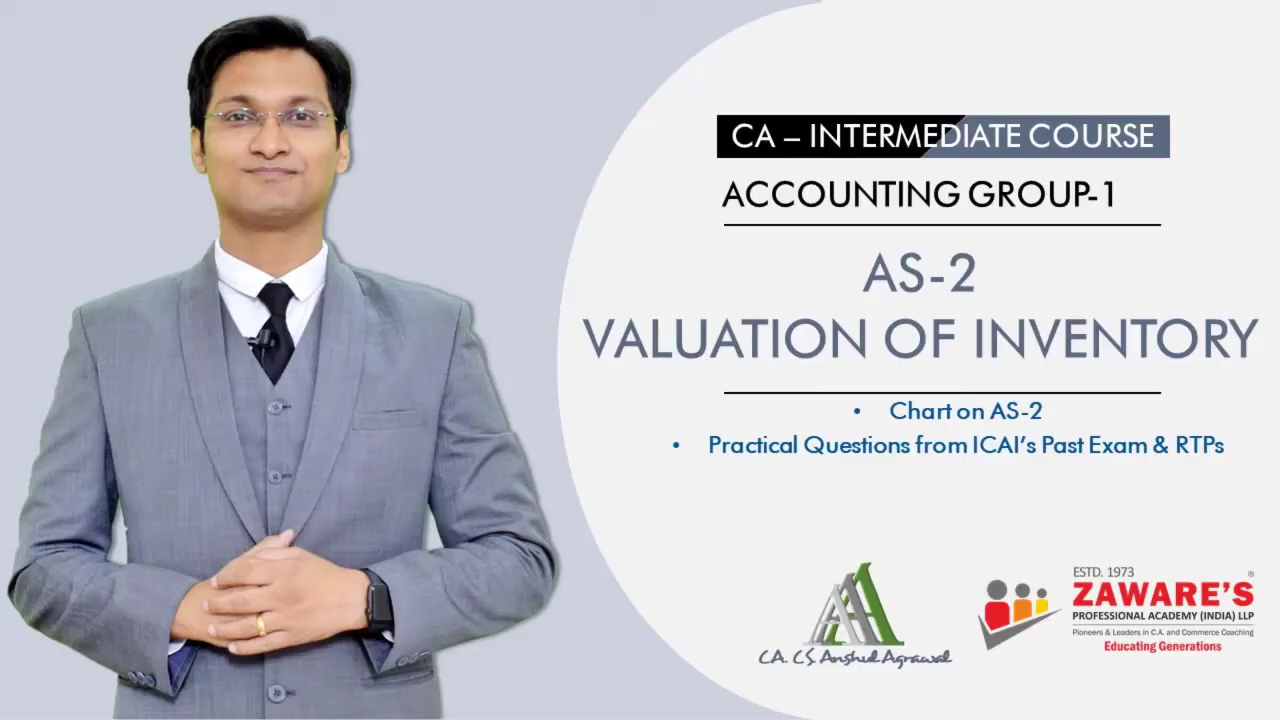 CA – INTERMEDIATE COURSE
ACCOUNTING GROUP-1
AS-2
VALUATION OF INVENTORY
• Chart on AS-2
• Practical Questions from ICAI's Past Exam & RTPs
CA. CS. Anshul Agrawal
ESTD. 1973
ZAWARE'S ®
PROFESSIONAL ACADEMY (INDIA) LLP
Pioneers & Leaders in C.A. and Commerce Coaching
Educating Generations